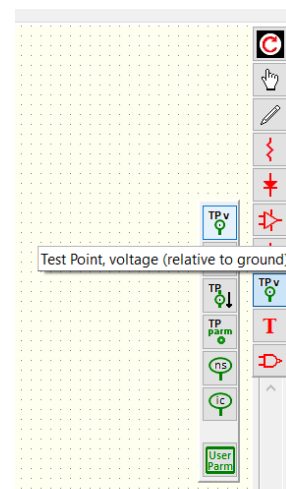 TP v
Test Point, voltage (relative to ground)
TP v
TP
TP
parm
T
ns
ic
User
Parm